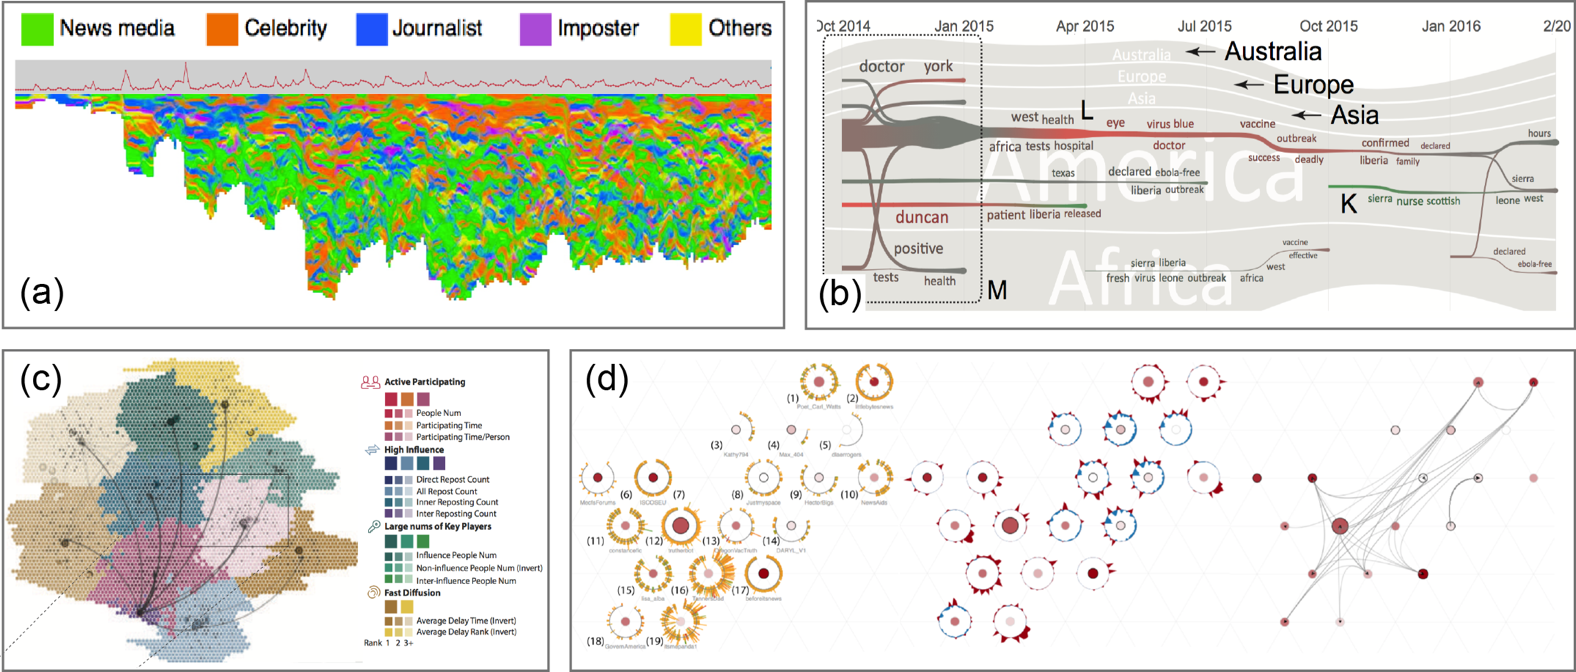 News media
Celebrity
Journalist
Imposter
Others
(a)
Oct 2014
Jan 2015
Apr 2015
Jul 2015
Oct 2015
Jan 2016
2/20
Australia
Australia
Europe
Europe
Asia
Asia
doctor york
west health
L
eye
virus blue
vaccine
africa tests hospital
doctor
outbreak
success
deadly
confirmed
declared
liberia
family
hours
America
texas
declared ebola-free
liberia outbreak
sierra
K
sierra
nurse scottish
leone west
duncan
patient liberia released
positive
tests
health
M
Africa
sierra liberia
fresh virus leone outbreak
africa
west
vaccine
effective
declared
ebola-free
(b)
(c)
Active Participating
People Num
Participating Time
Participating Time/Person
High Influence
Direct Repost Count
All Repost Count
Inner Reposting Count
Inter Reposting Count
Large nums of Key Players
Influence People Num
Non-influence People Num (Invert)
Inter-influence People Num
Fast Diffusion
Average Delay Time (Invert)
Average Delay Rank (Invert)
Rank 1 2 3+
(d)
(1)
(2)
(3)
(4)
(5)
(6)
(7)
(8)
(9)
(10)
(11)
(12)
(13)
(14)
(15)
(16)
(17)
(18)
(19)